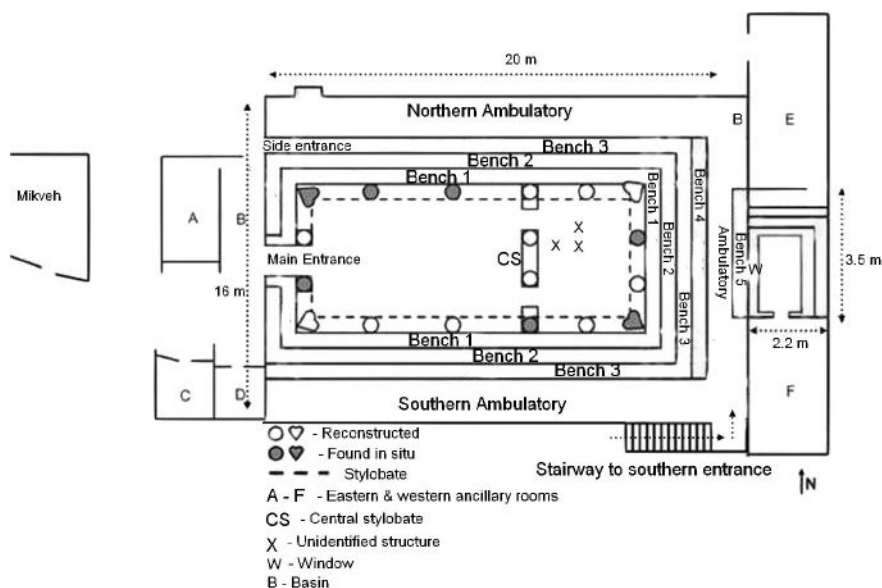 20 m
Northern Ambulatory
B
E
Side entrance
Bench 3
Bench 2
Bench 1
Mikveh
A
B
Bench 1
Bench 2
Bench 3
Bench 4
Ambulatory
Bench 5
W
3.5 m
X
X X
CS
Main Entrance
16 m
2.2 m
Bench 1
Bench 2
Bench 3
C
D
F
Southern Ambulatory
- Reconstructed
- Found in situ
- Stylobate
Stairway to southern entrance
N
A - F - Eastern & western ancillary rooms
CS - Central stylobate
X - Unidentified structure
W - Window
B - Basin